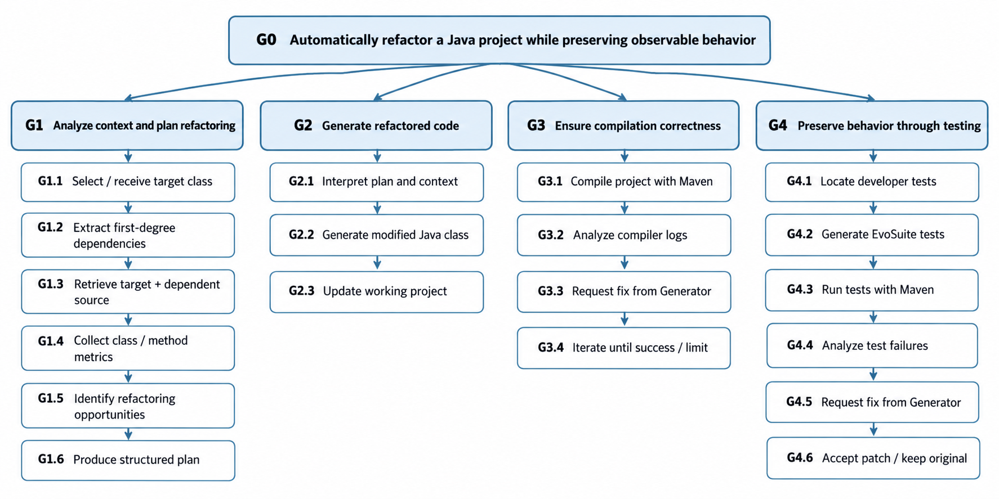 G0 Automatically refactor a Java project while preserving observable behavior
G1 Analyze context and plan refactoring
G1.1 Select / receive target class
G1.2 Extract first-degree
dependencies
G1.3 Retrieve target + dependent
source
G1.4 Collect class / method
metrics
G1.5 Identify refactoring
opportunities
G1.6 Produce structured plan
G2 Generate refactored code
G2.1 Interpret plan and context
G2.2 Generate modified Java class
G2.3 Update working project
G3 Ensure compilation correctness
G3.1 Compile project with Maven
G3.2 Analyze compiler logs
G3.3 Request fix from Generator
G3.4 Iterate until success / limit
G4 Preserve behavior through testing
G4.1 Locate developer tests
G4.2 Generate EvoSuite tests
G4.3 Run tests with Maven
G4.4 Analyze test failures
G4.5 Request fix from Generator
G4.6 Accept patch / keep original